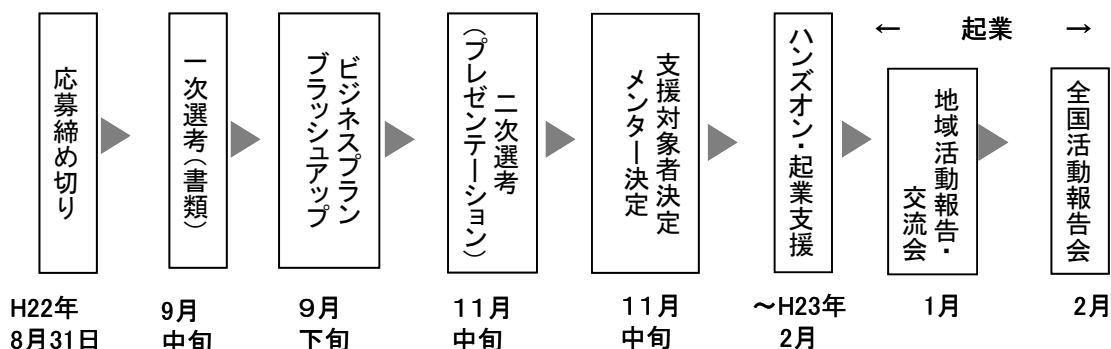 応募締め切り
一次選考（書類）
ビジネスプラン
ブラッシュアップ
二次選考
（プレゼンテーション）
支援対象者決定
メンター決定
ハンズオン・起業支援
← 起業 →
地域活動報告・
交流会
全国活動報告会
H22年
8月31日
9月
中旬
９月
下旬
11月
中旬
11月
中旬
～H23年
2月
1月
2月